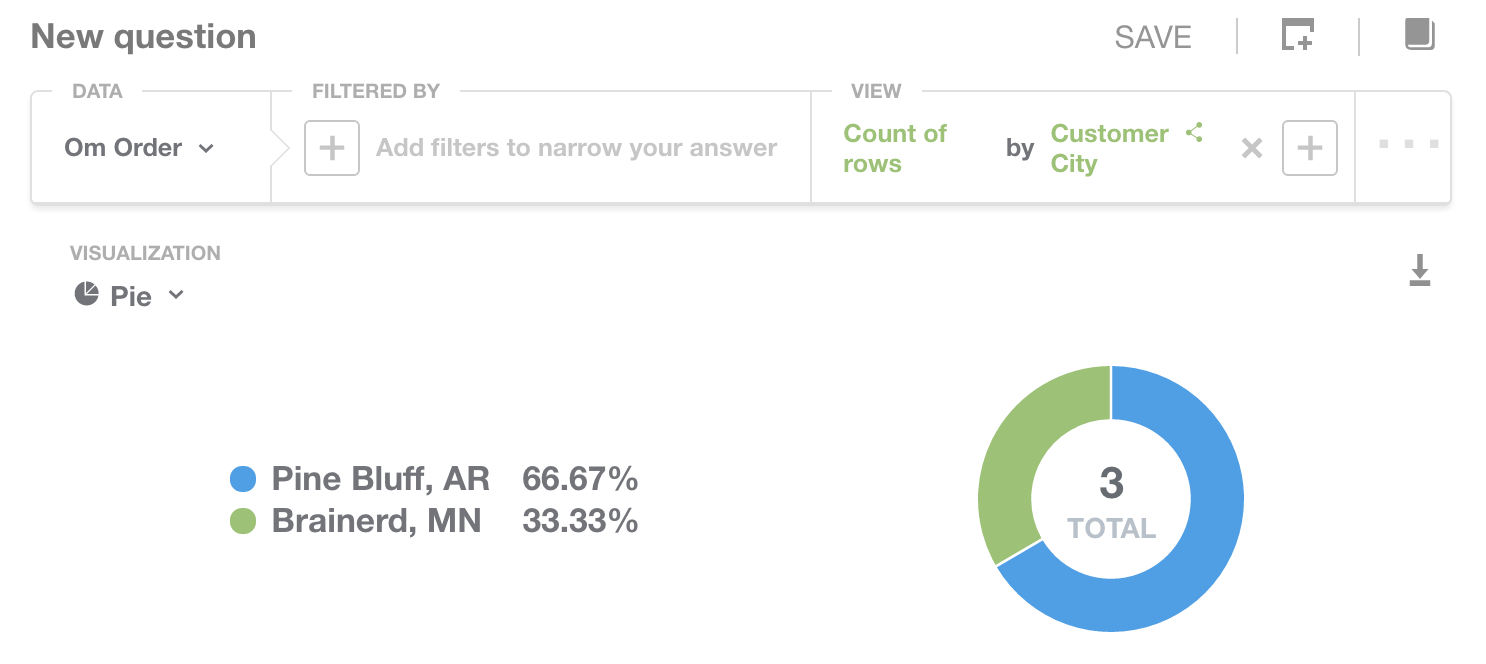 New question
SAVE
DATA
FILTERED BY
VIEW
Om Order
Add filters to narrow your answer
Count of
rows
by
Customer
City
VISUALIZATION
Pie
Pine Bluff, AR 66.67%
Brainerd, MN 33.33%
3
TOTAL